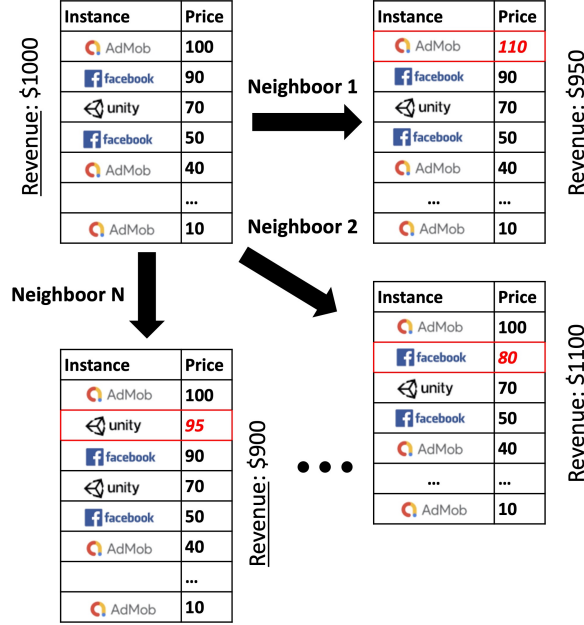 Revenue: $1000
Instance Price
AdMob 100
facebook 90
unity 70
facebook 50
AdMob 40
...
AdMob 10
Neighboor 1
Instance Price
AdMob 110
facebook 90
unity 70
facebook 50
AdMob 40
... ...
AdMob 10
Revenue: $950
Neighboor 2
Instance Price
AdMob 100
facebook 80
unity 70
facebook 50
AdMob 40
... ...
AdMob 10
Revenue: $1100
Neighboor N
Instance Price
AdMob 100
unity 95
facebook 90
unity 70
facebook 50
AdMob 40
...
AdMob 10
Revenue: $900